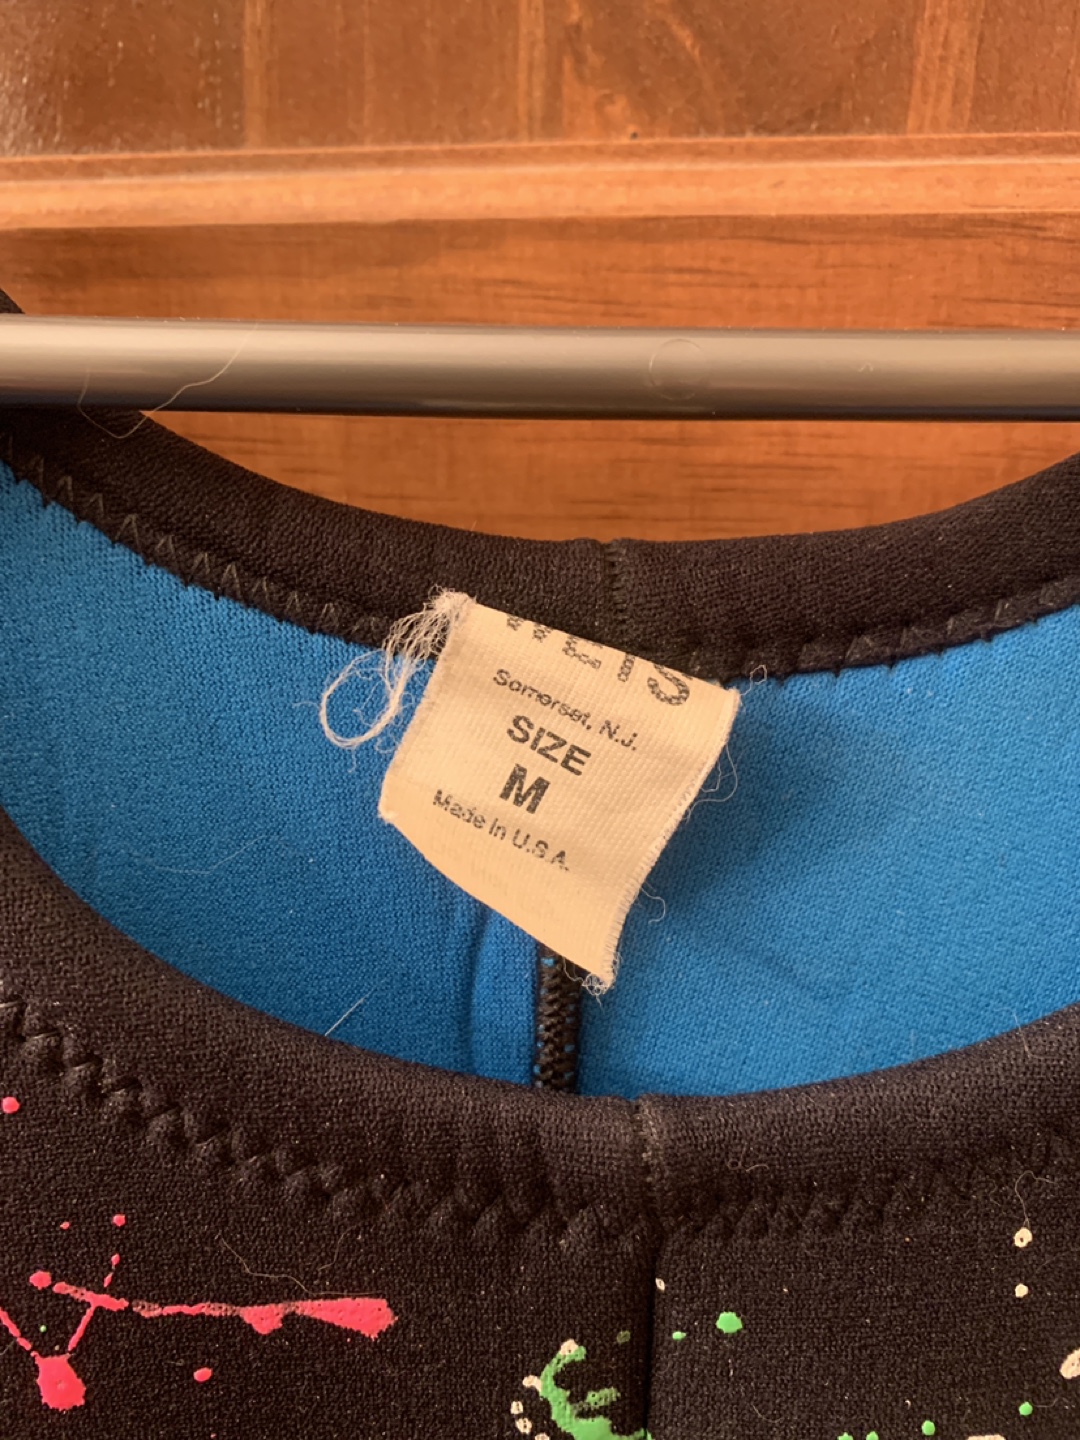 Somerset, N.J.
SIZE
M
Made in U.S.A.